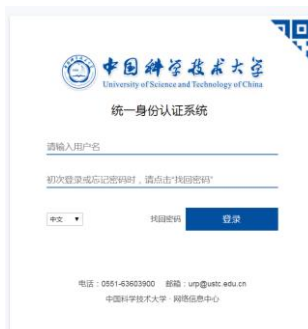 中国科学技术大学
University of Science and Technology of China
统一身份认证系统
请输入用户名
初次登录或忘记密码时，请点击“找回密码”
中文 ▼ 找回密码 登录
电话：0551-63603900 邮箱：urp@ustc.edu.cn
中国科学技术大学 · 网络信息中心